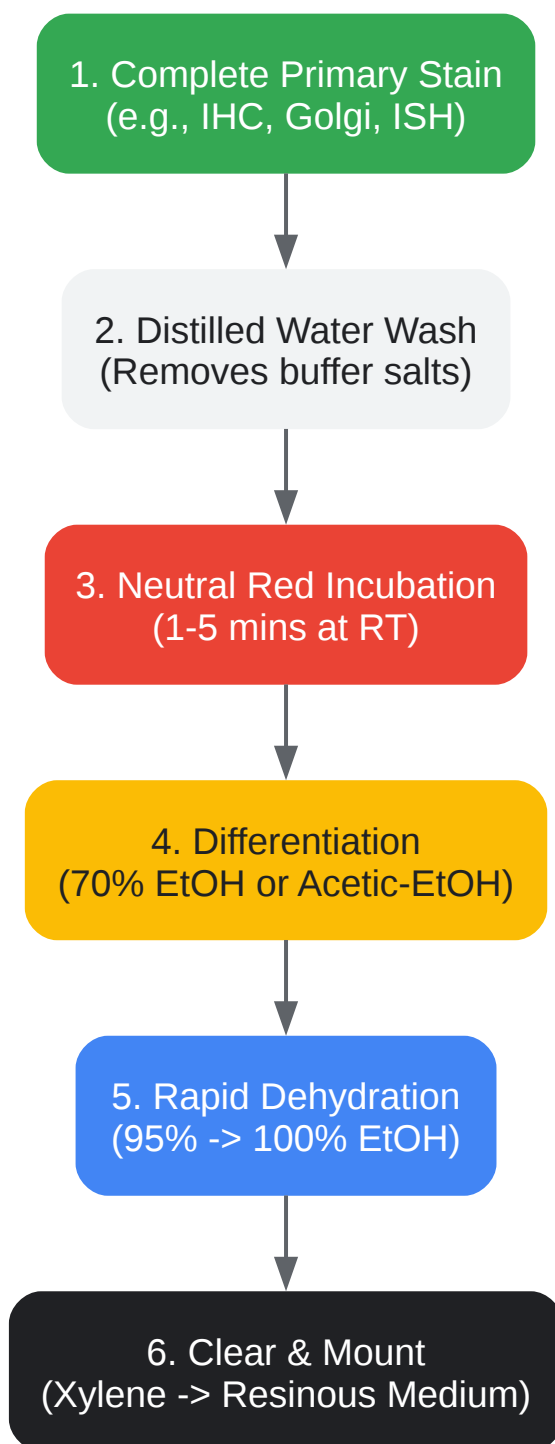 1. Complete Primary Stain
(e.g., IHC, Golgi, ISH)
2. Distilled Water Wash
(Removes buffer salts)
3. Neutral Red Incubation
(1-5 mins at RT)
4. Differentiation
(70% EtOH or Acetic-EtOH)
5. Rapid Dehydration
(95% -> 100% EtOH)
6. Clear & Mount
(Xylene -> Resinous Medium)